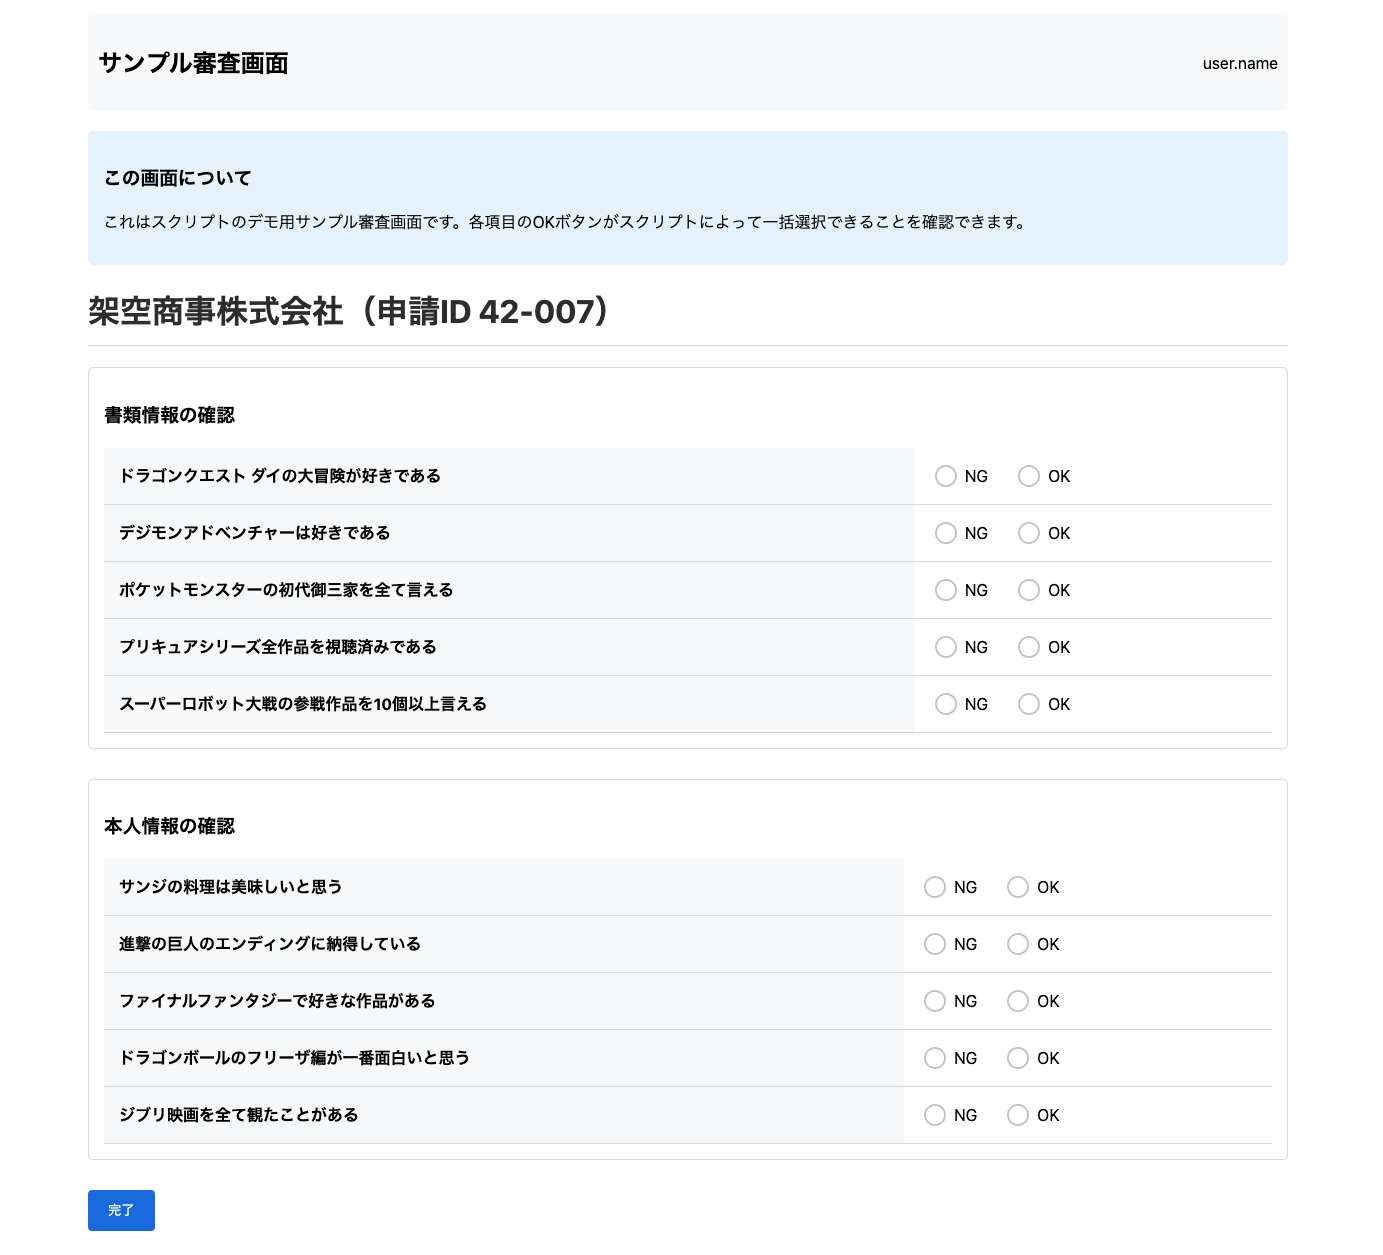 サンプル審査画面
user.name
この画面について
これはスクリプトのデモ用サンプル審査画面です。各項目のOKボタンがスクリプトによって一括選択できることを確認できます。
架空商事株式会社（申請ID 42-007）
書類情報の確認
ドラゴンクエスト ダイの大冒険が好きである NG OK
デジモンアドベンチャーは好きである NG OK
ポケットモンスターの初代御三家を全て言える NG OK
プリキュアシリーズ全作品を視聴済みである NG OK
スーパーロボット大戦の参戦作品を10個以上言える NG OK
本人情報の確認
サンジの料理は美味しいと思う NG OK
進撃の巨人のエンディングに納得している NG OK
ファイナルファンタジーで好きな作品がある NG OK
ドラゴンボールのフリーザ編が一番面白いと思う NG OK
ジブリ映画を全て観たことがある NG OK
完了